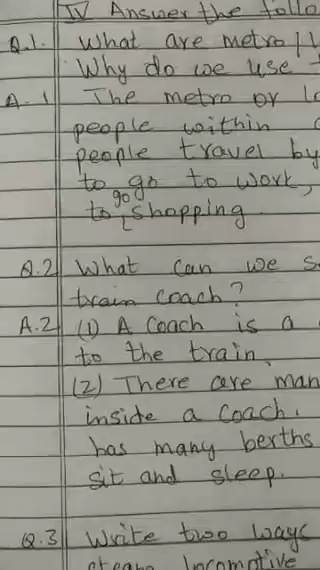 IV Answer the follo
Q.1. What are metro / l
Why do we use
A.1 The metro or lo
people within a
people travel by
to go to work,
go
to shopping.
Q.2 What can we s
train coach?
A.2 (1) A coach is a
to the train.
(2) There are man
inside a coach.
has many berths
sit and sleep.
Q.3 Write two ways
steam locomotive